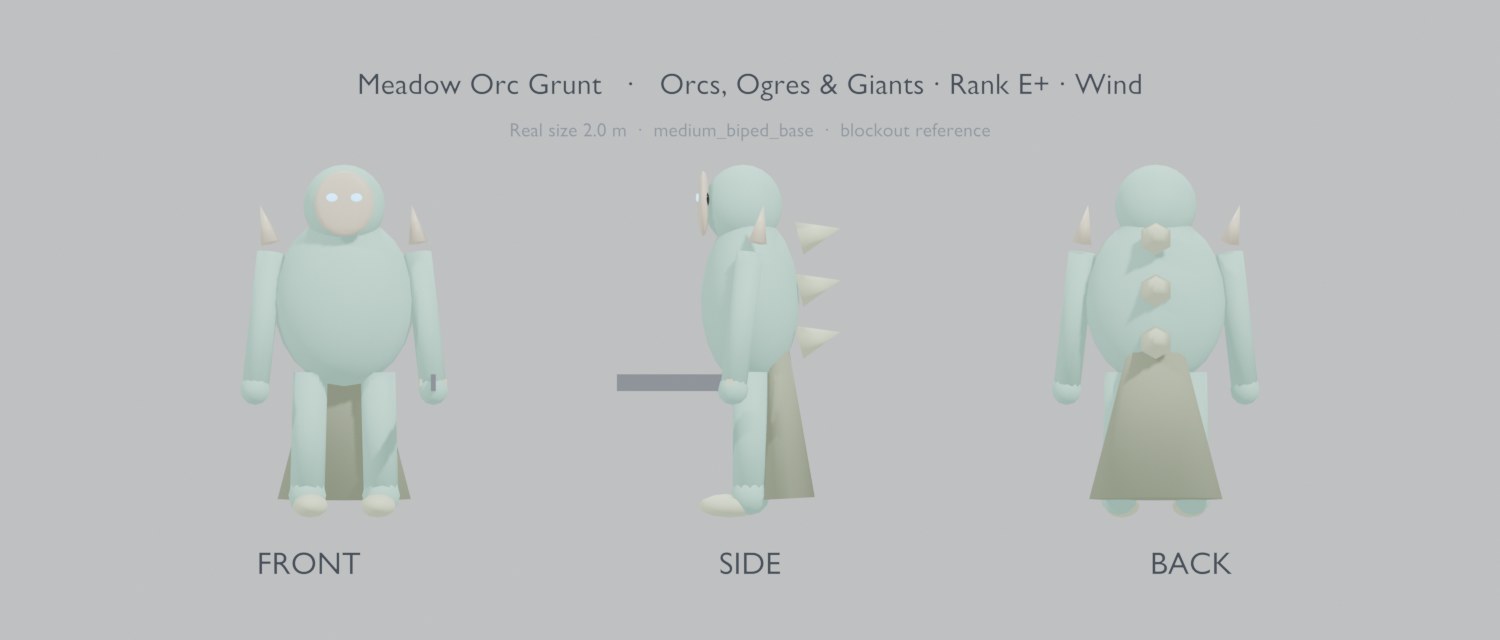 Meadow Orc Grunt · Orcs, Ogres & Giants · Rank E+ · Wind
Real size 2.0 m · medium_biped_base · blockout reference
FRONT SIDE BACK